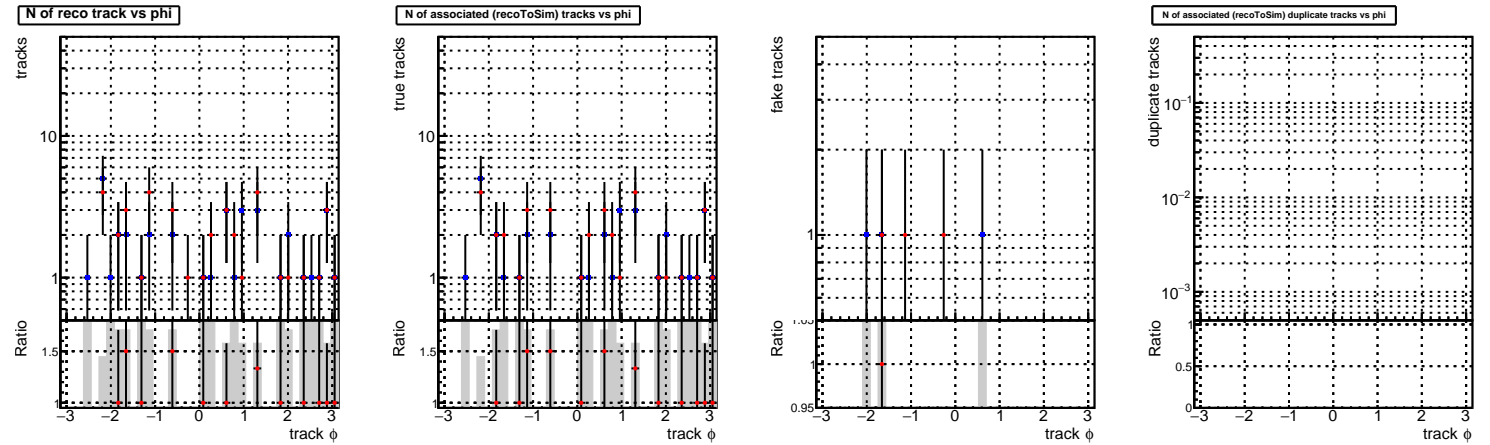 N of reco track vs phi
tracks
10
1
Ratio
1.5
1
−3 −2 −1 0 1 2 3
track ϕ
N of associated (recoToSim) tracks vs phi
true tracks
10
1
Ratio
1.5
1
−3 −2 −1 0 1 2 3
track ϕ
fake tracks
1
Ratio
1.05
1
0.95
−3 −2 −1 0 1 2 3
track ϕ
N of associated (recoToSim) duplicate tracks vs phi
duplicate tracks
10−1
10−2
10−3
Ratio
1
0.5
0
−3 −2 −1 0 1 2 3
track ϕ